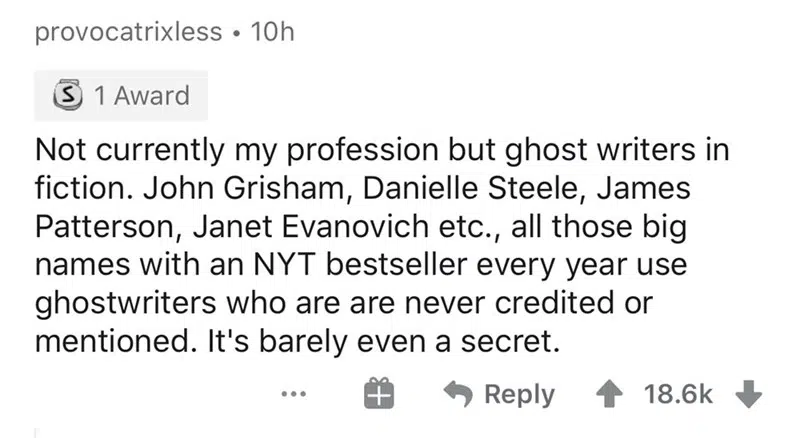 provocatrixless • 10h
S 1 Award
Not currently my profession but ghost writers in
fiction. John Grisham, Danielle Steele, James
Patterson, Janet Evanovich etc., all those big
names with an NYT bestseller every year use
ghostwriters who are are never credited or
mentioned. It's barely even a secret.
Reply 18.6k